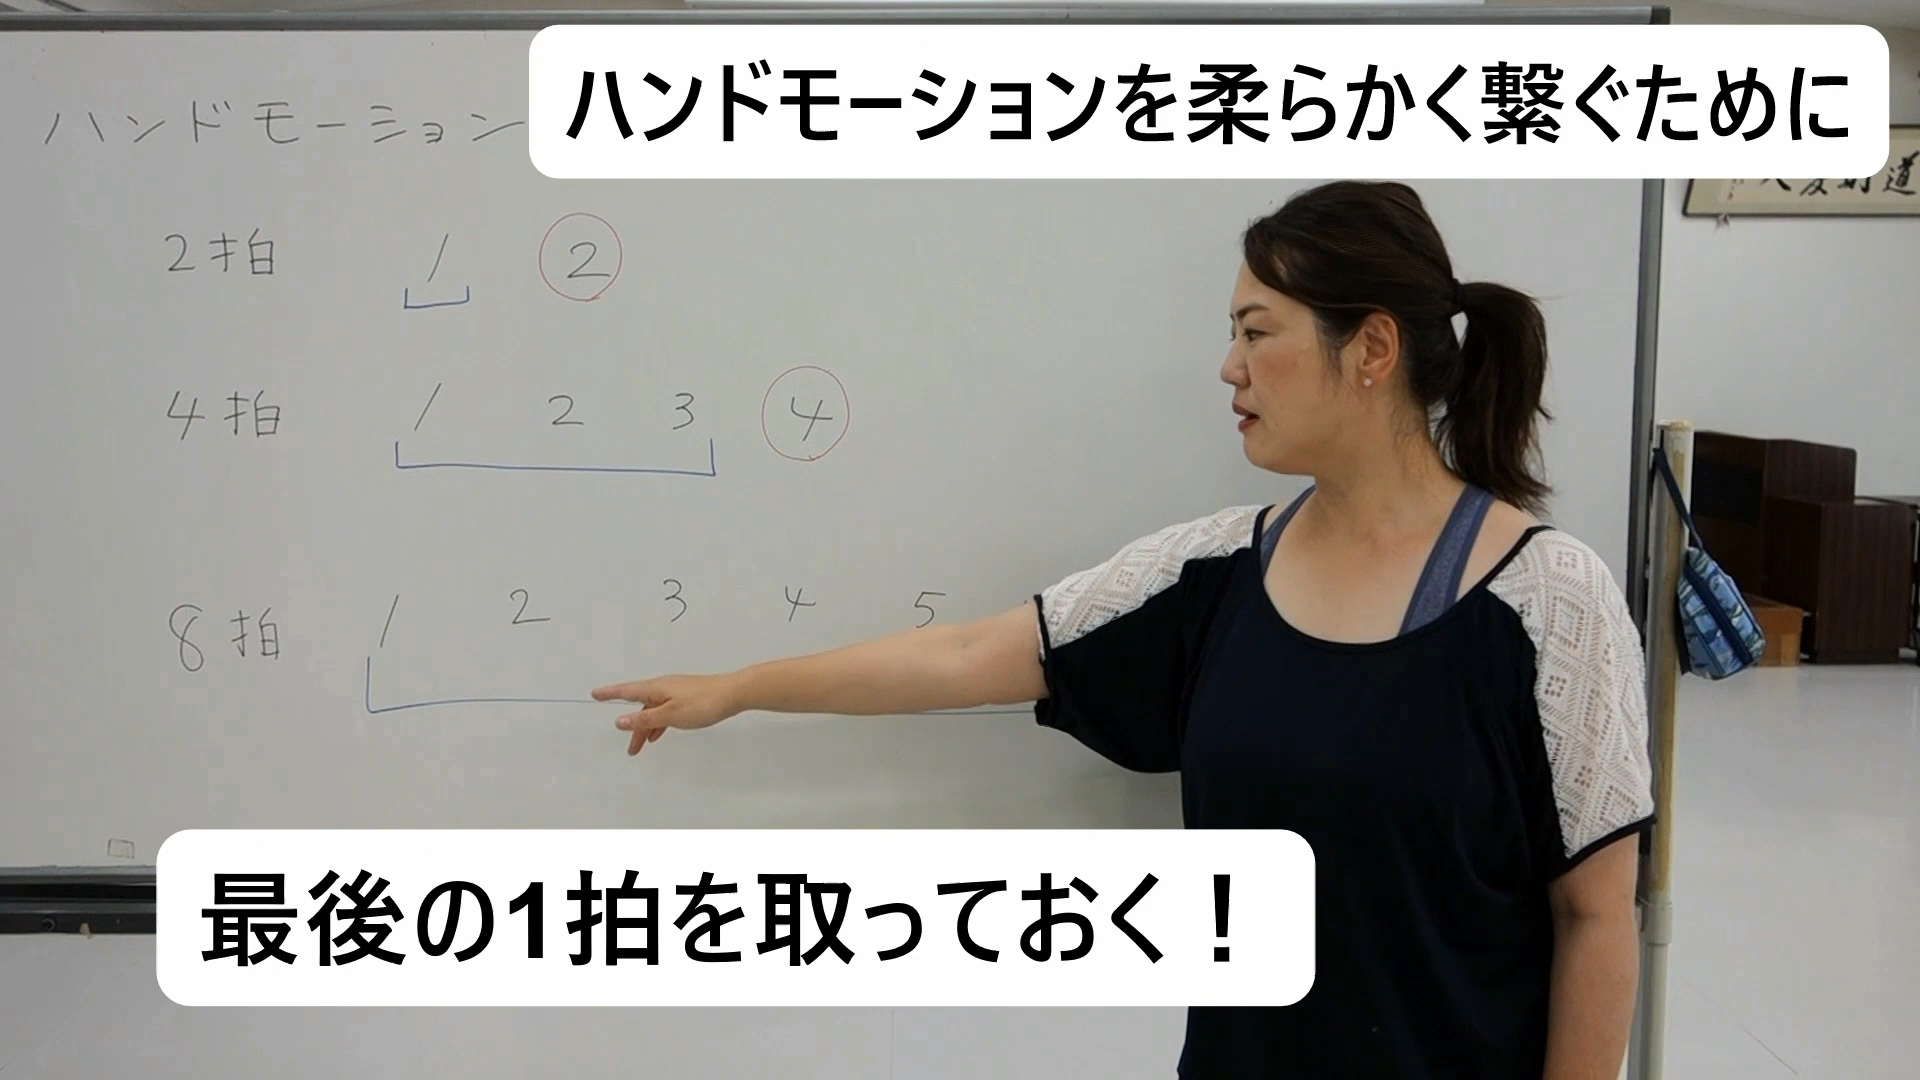 ハンドモーションを柔らかく繋ぐために
ハンドモーション
2拍 1 2
4拍 1 2 3 4
8拍 1 2 3 4 5
最後の1拍を取っておく！
道